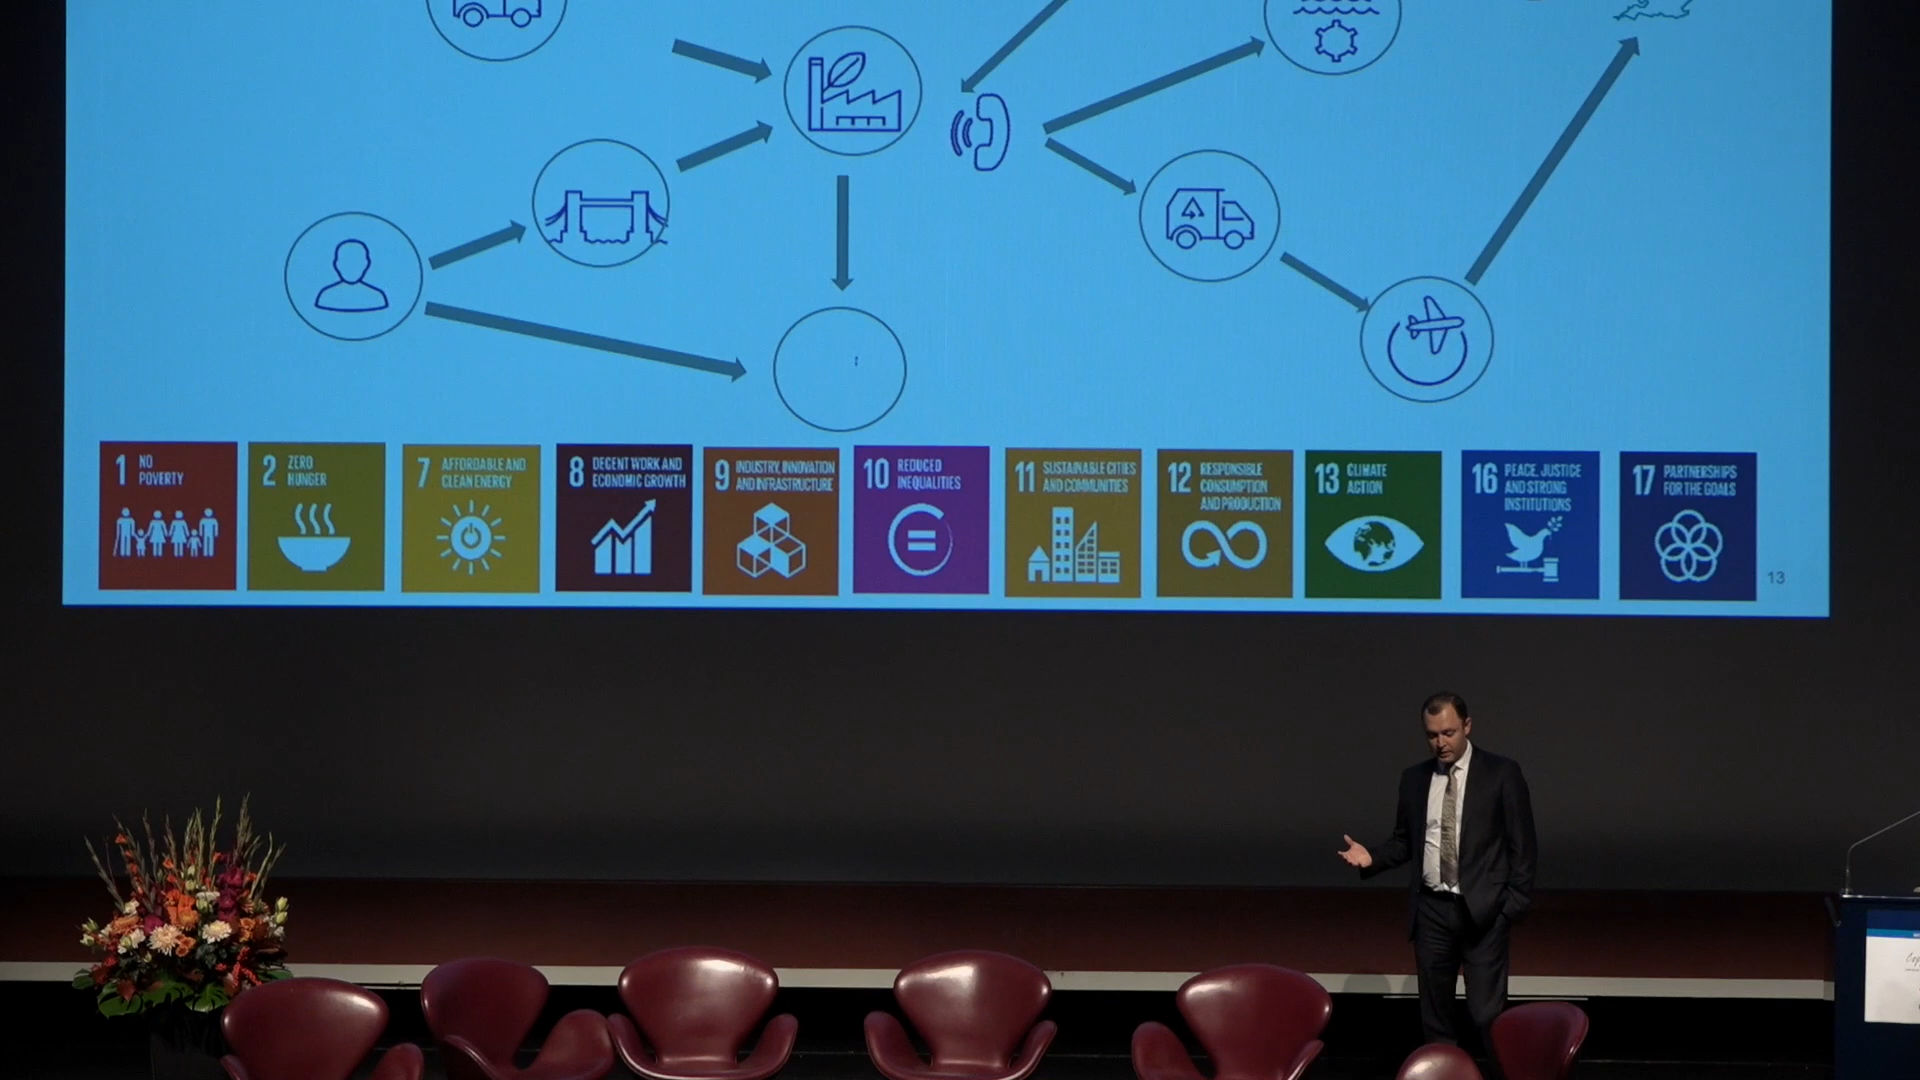 1 NO
POVERTY
2 ZERO
HUNGER
7 AFFORDABLE AND
CLEAN ENERGY
8 DECENT WORK AND
ECONOMIC GROWTH
9 INDUSTRY, INNOVATION
AND INFRASTRUCTURE
10 REDUCED
INEQUALITIES
11 SUSTAINABLE CITIES
AND COMMUNITIES
12 RESPONSIBLE
CONSUMPTION
AND PRODUCTION
13 CLIMATE
ACTION
16 PEACE, JUSTICE
AND STRONG
INSTITUTIONS
17 PARTNERSHIPS
FOR THE GOALS
13